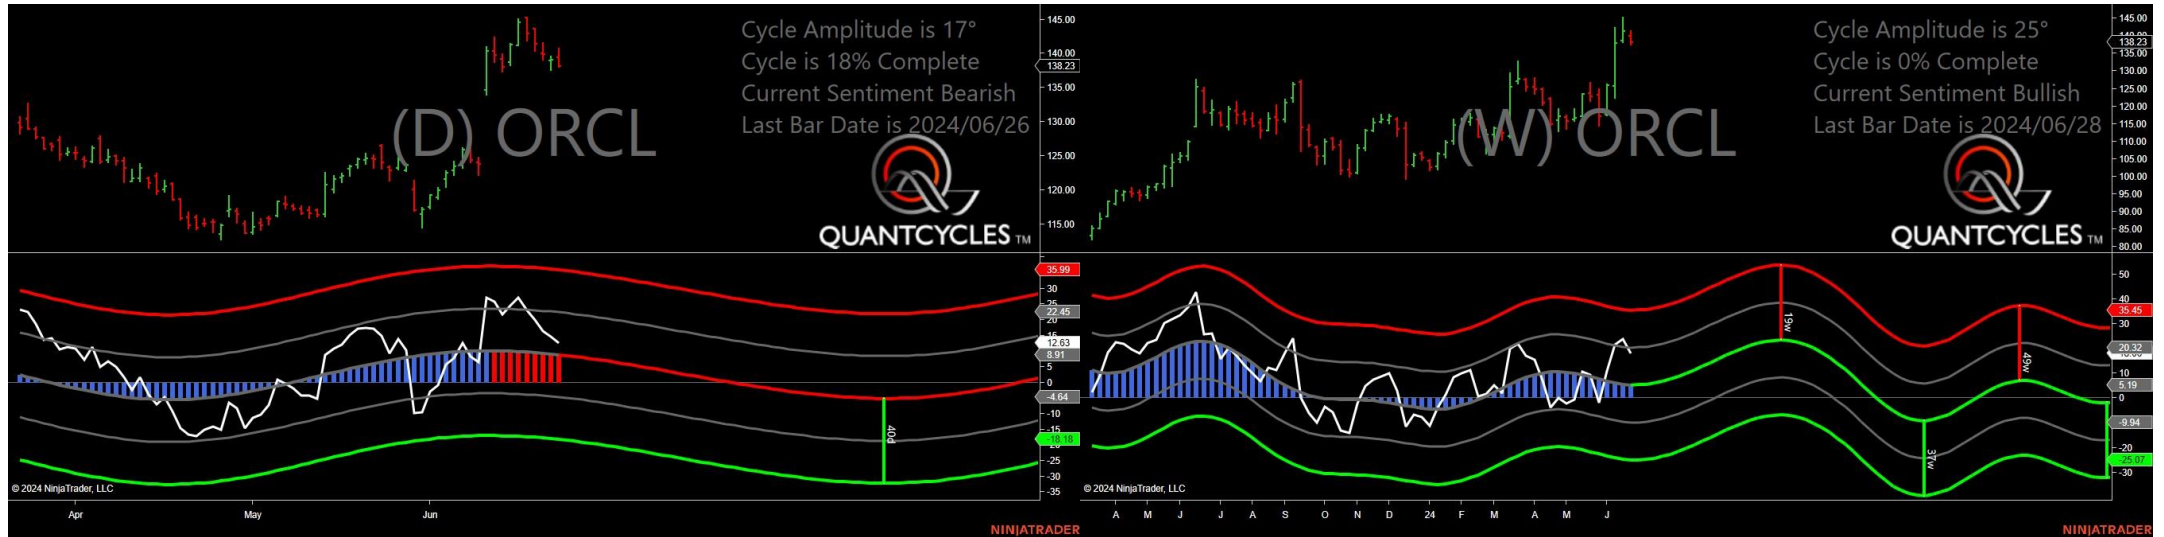 Cycle Amplitude is 17°
Cycle is 18% Complete
Current Sentiment Bearish
Last Bar Date is 2024/06/26
(D) ORCL
QUANTCYCLES TM
145.00
140.00
138.23
135.00
130.00
125.00
120.00
115.00
35.99
30
25
22.45
20
15
12.63
8.91
5
0
-4.64
-10
-15
-18.18
-25
-30
-35
40d
© 2024 NinjaTrader, LLC
Apr May Jun
NINJATRADER
Cycle Amplitude is 25°
Cycle is 0% Complete
Current Sentiment Bullish
Last Bar Date is 2024/06/28
(W) ORCL
QUANTCYCLES TM
145.00
138.23
135.00
130.00
125.00
120.00
115.00
110.00
105.00
100.00
95.00
90.00
85.00
80.00
50
40
35.45
30
20.32
10
5.19
0
-9.94
-20
-25.07
-30
19w
49w
37w
© 2024 NinjaTrader, LLC
A M J J A S O N D 24 F M A M J
NINJATRADER